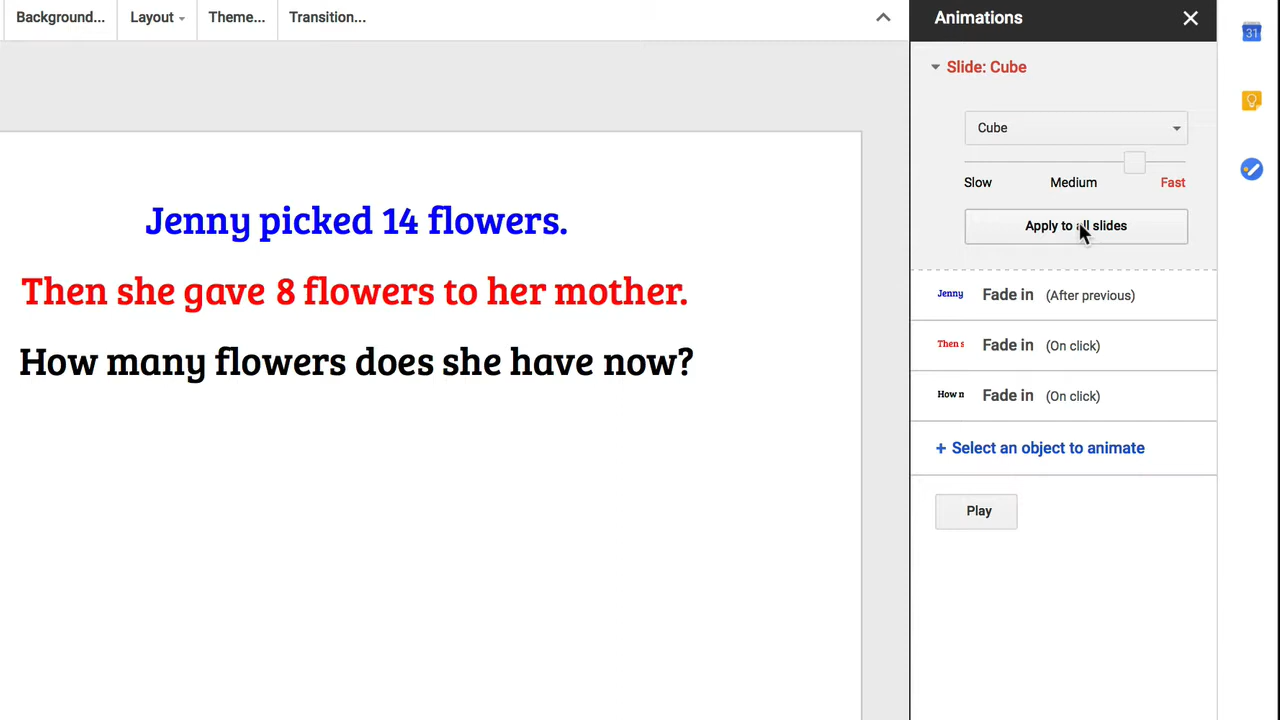 Background... Layout Theme... Transition...
Animations
31
Slide: Cube
Cube
Slow Medium Fast
Apply to all slides
Jenny picked 14 flowers.
Then she gave 8 flowers to her mother.
How many flowers does she have now?
Jenny Fade in (After previous)
Then s Fade in (On click)
How n Fade in (On click)
+ Select an object to animate
Play